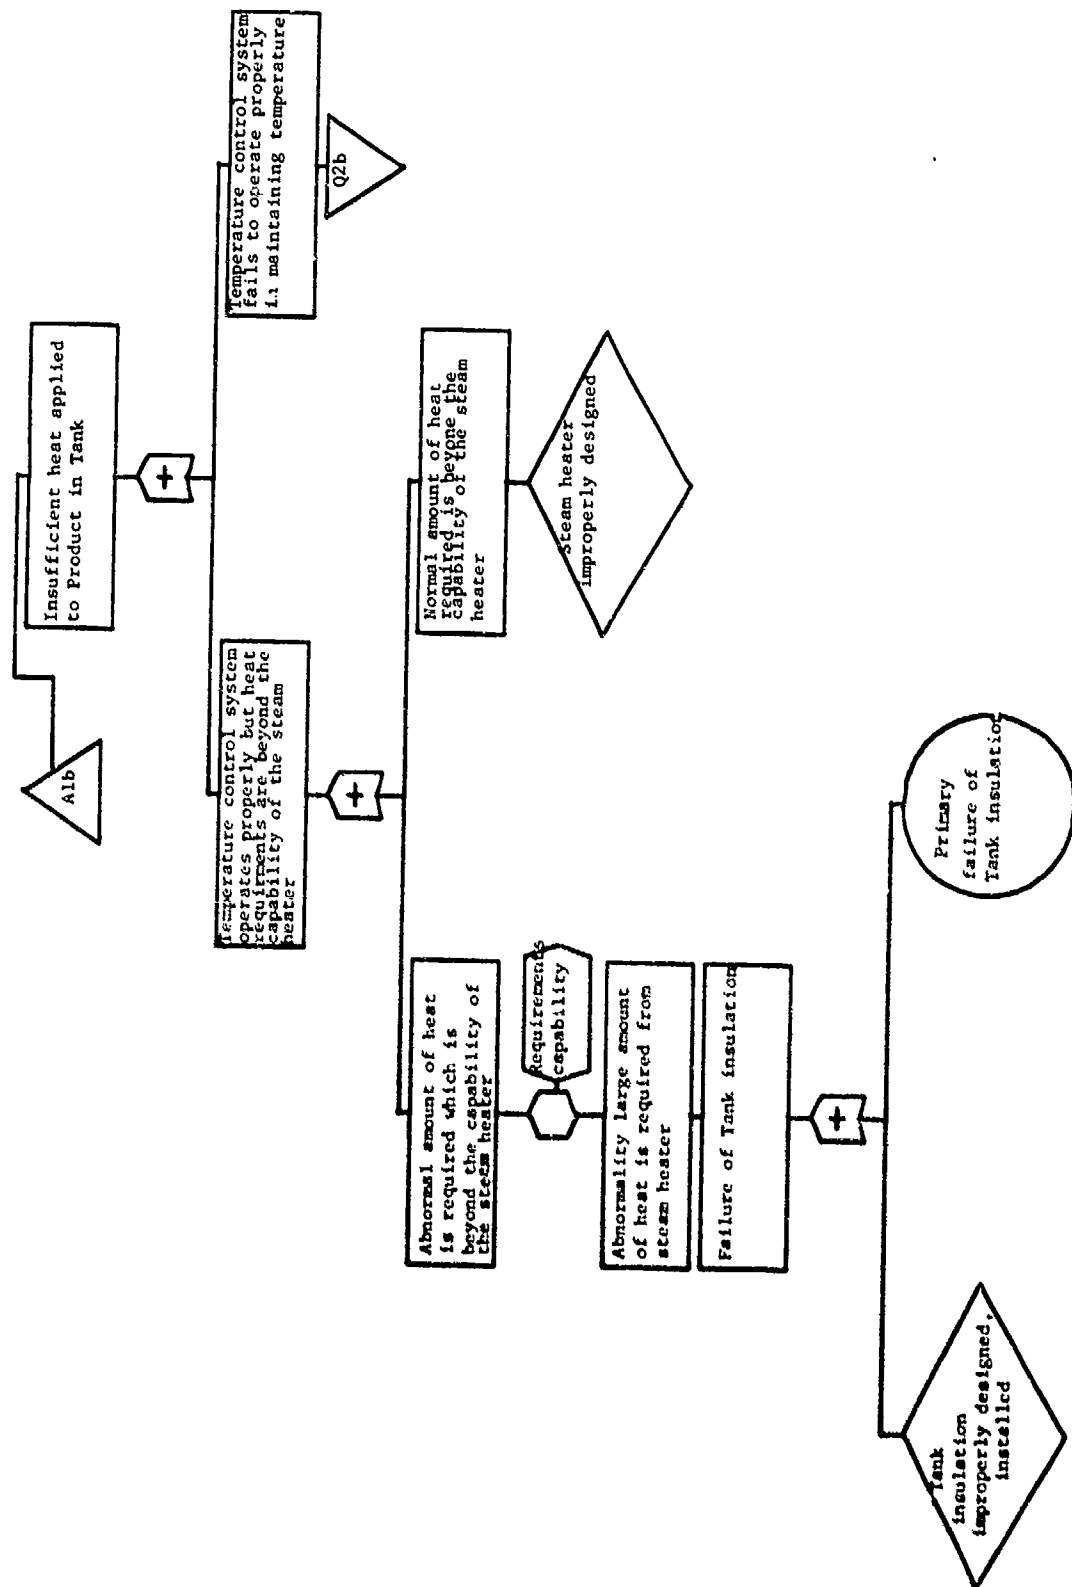 A1b
Insufficient heat applied
to Product in Tank
+
Temperature control system
operates properly but heat
requirments are beyond the
capability of the steam
heater
Temperature control system
fails to operate properly
in maintaining temperature
Q2b
+
Abnormal amount of heat
is required which is
beyond the capability of
the steam heater
Normal amount of heat
required is beyone the
capability of the steam
heater
Requirements
capability
Steam heater
improperly designed
Abnormality large amount
of heat is required from
steam heater
Failure of Tank insulation
+
Tank
insulation
improperly designed,
installed
Primary
failure of
Tank insulation